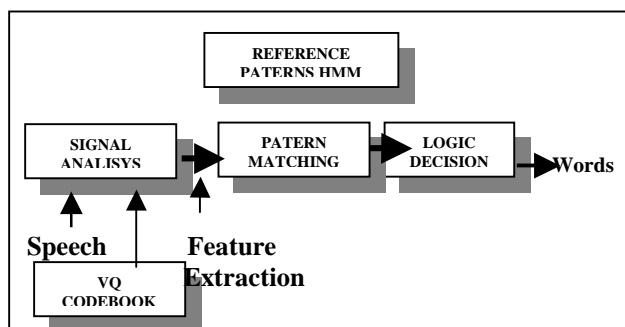 REFERENCE
PATERNS HMM
SIGNAL
ANALISYS
PATERN
MATCHING
LOGIC
DECISION
Words
Speech
Feature
Extraction
VQ
CODEBOOK